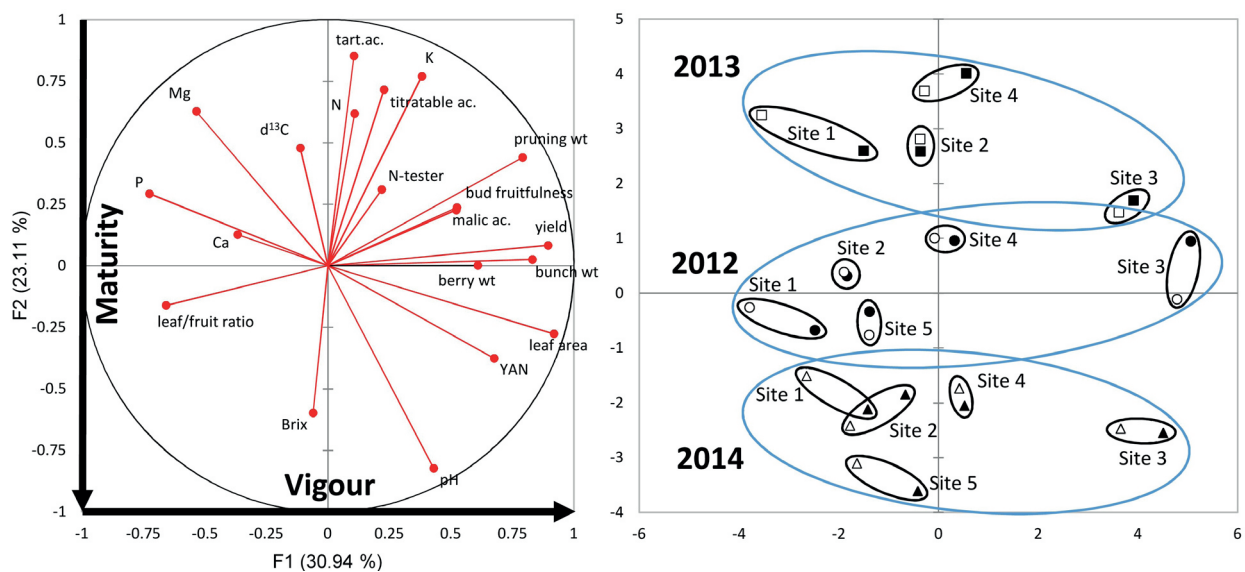 1
0.75
0.5
0.25
0
-0.25
-0.5
-0.75
-1
F2 (23.11 %)
Maturity
tart.ac.
K
Mg
N
titratable ac.
d¹³C
pruning wt
P
N-tester
bud fruitfulness
malic ac.
Ca
yield
berry wt
bunch wt
leaf/fruit ratio
leaf area
YAN
Brix
pH
Vigour
-1
-0.75
-0.5
-0.25
0
0.25
0.5
0.75
1
F1 (30.94 %)
5
4
3
2
1
0
-1
-2
-3
-4
2013
Site 4
Site 1
Site 2
Site 3
2012
Site 2
Site 4
Site 3
Site 1
Site 5
2014
Site 1
Site 4
Site 2
Site 3
Site 5
-6
-4
-2
0
2
4
6